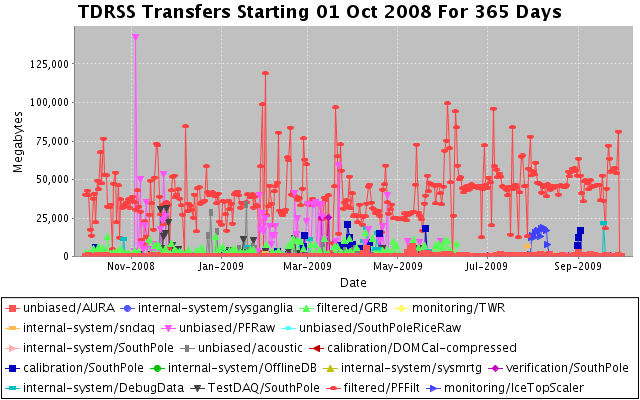 TDRSS Transfers Starting 01 Oct 2008 For 365 Days
Megabytes
125,000
100,000
75,000
50,000
25,000
0
Nov-2008 Jan-2009 Mar-2009 May-2009 Jul-2009 Sep-2009
Date
unbiased/AURA internal-system/sysganglia filtered/GRB monitoring/TWR
internal-system/sndaq unbiased/PFRaw unbiased/SouthPoleRiceRaw
internal-system/SouthPole unbiased/acoustic calibration/DOMCal-compressed
calibration/SouthPole internal-system/OfflineDB internal-system/sysmrtg verification/SouthPole
internal-system/DebugData TestDAQ/SouthPole filtered/PFFilt monitoring/IceTopScaler